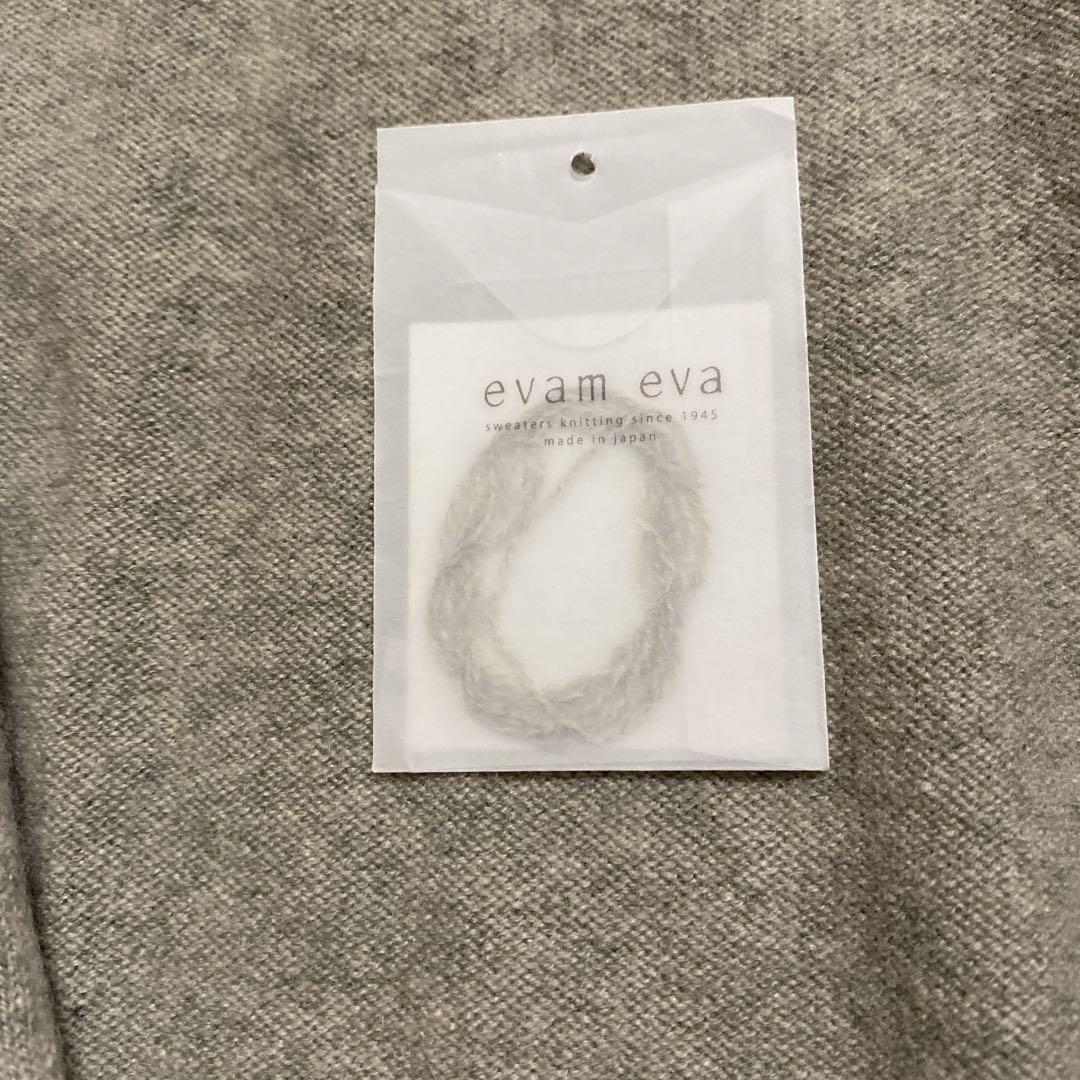 evam eva
sweaters knitting since 1945
made in japan